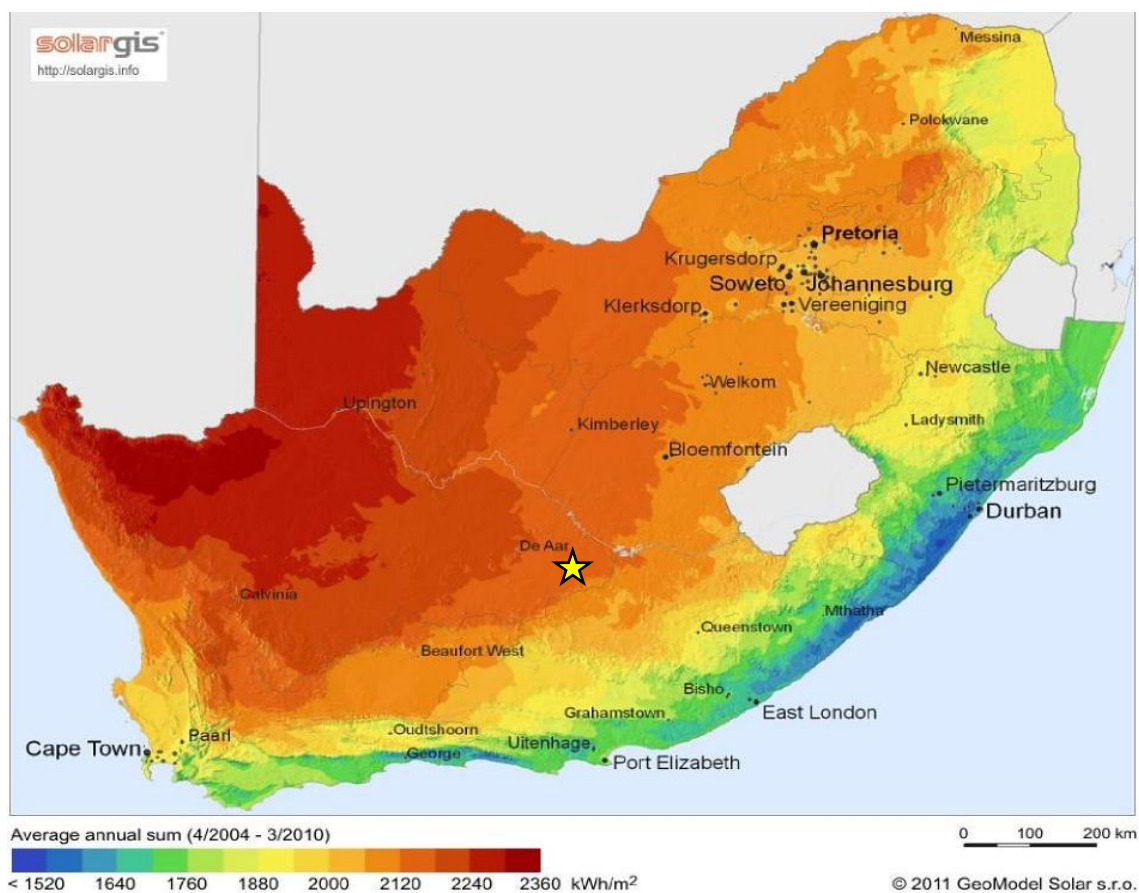 solargis
http://solargis.info
Messina
Polokwane
Pretoria
Krugersdorp
Soweto
Johannesburg
Klerksdorp
Vereeniging
Welkom
Newcastle
Upington
Kimberley
Ladysmith
Bloemfontein
Pietermaritzburg
Durban
De Aar
Calvinia
Mthatha
Queenstown
Beaufort West
Bisho
East London
Grahamstown
Oudtshoorn
Paarl
Cape Town
George
Uitenhage
Port Elizabeth
Average annual sum (4/2004 - 3/2010)
0 100 200 km
< 1520 1640 1760 1880 2000 2120 2240 2360 kWh/m²
© 2011 GeoModel Solar s.r.o.